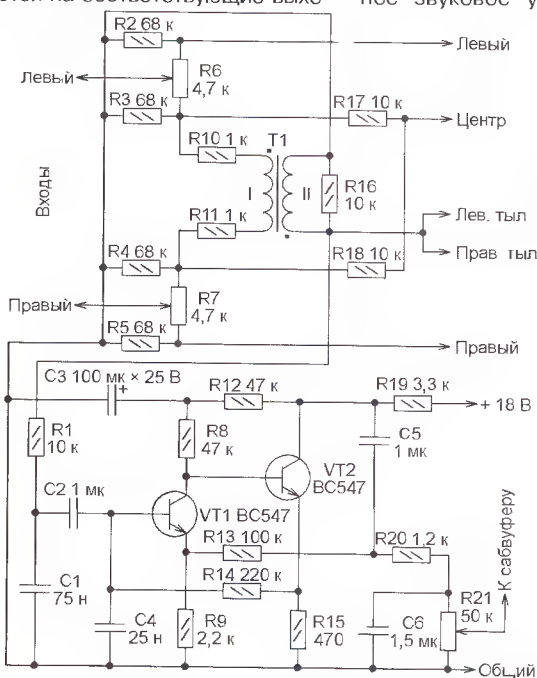 R2 68 к
Левый
Левый
R6
4,7 к
R3 68 к
R17 10 к
Центр
R10 1 к
T1
Входы
I
II
R16
10 к
R11 1 к
Лев. тыл
Прав тыл
R4 68 к
R18 10 к
Правый
R7
4,7 к
R5 68 к
Правый
C3 100 мк × 25 В
+
R12 47 к
R19 3,3 к
+ 18 В
R1
10 к
R8
47 к
C5
1 мк
C2 1 мк
VT2
BC547
VT1 BC547
R13 100 к
R20 1,2 к
К сабвуферу
R14 220 к
C1
75 н
C4
25 н
R9
2,2 к
R15
470
C6
1,5 мк
R21
50 к
Общий